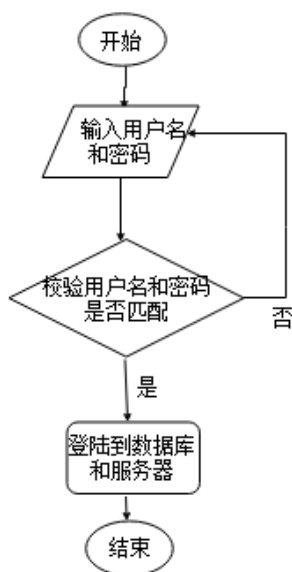 开始
输入用户名
和密码
校验用户名和密码
是否匹配
否
是
登陆到数据库
和服务器
结束